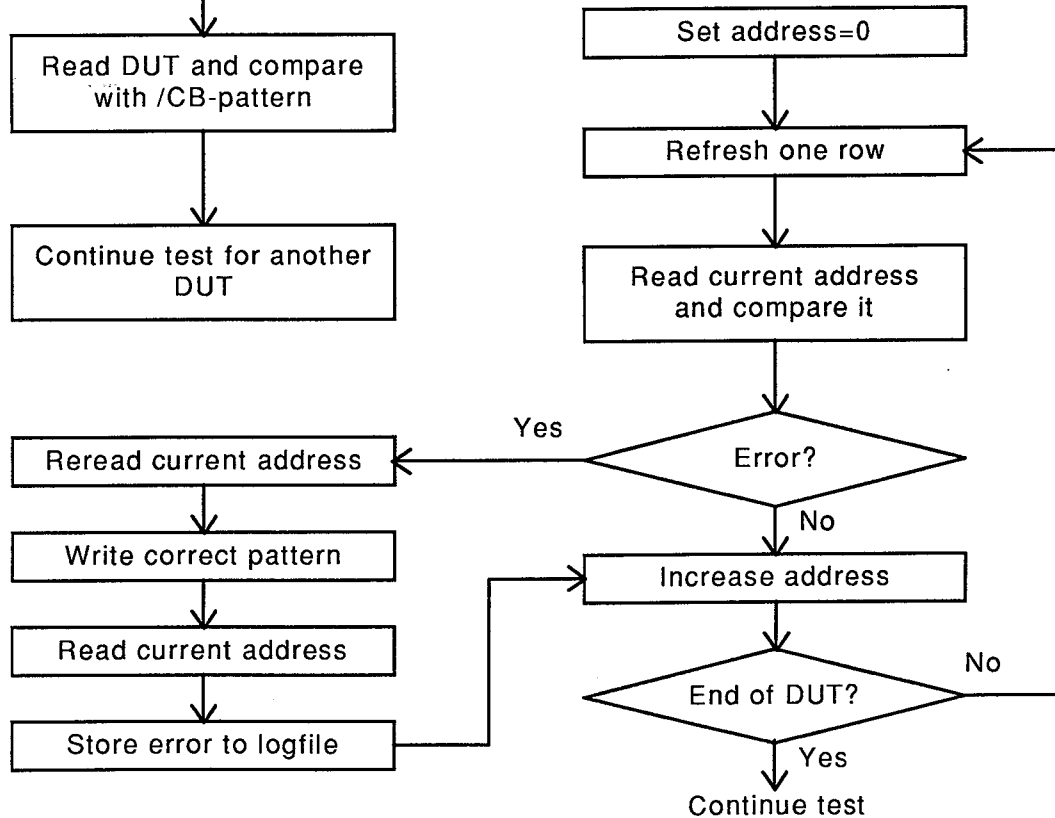 Read DUT and compare
with /CB-pattern
Continue test for another
DUT
Set address=0
Refresh one row
Read current address
and compare it
Error?
Yes
No
Reread current address
Write correct pattern
Read current address
Store error to logfile
Increase address
End of DUT?
No
Yes
Continue test